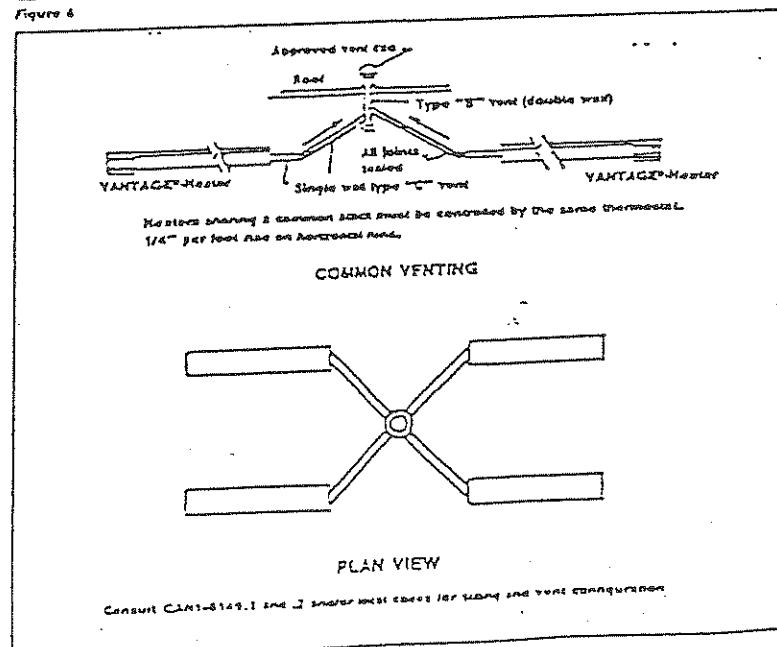 Figure 6
Approved vent cap
Roof
Type "B" vent (double wall)
All joints
sealed
VANTAGE®-Heater
Single wall type "C" vent
VANTAGE®-Heater
Heaters sharing a common stack must be controlled by the same thermostat.
1/4" per foot rise on horizontal runs.
COMMON VENTING
PLAN VIEW
Consult CAN1-B149.1 and .2 and/or local codes for sizing and vent configuration